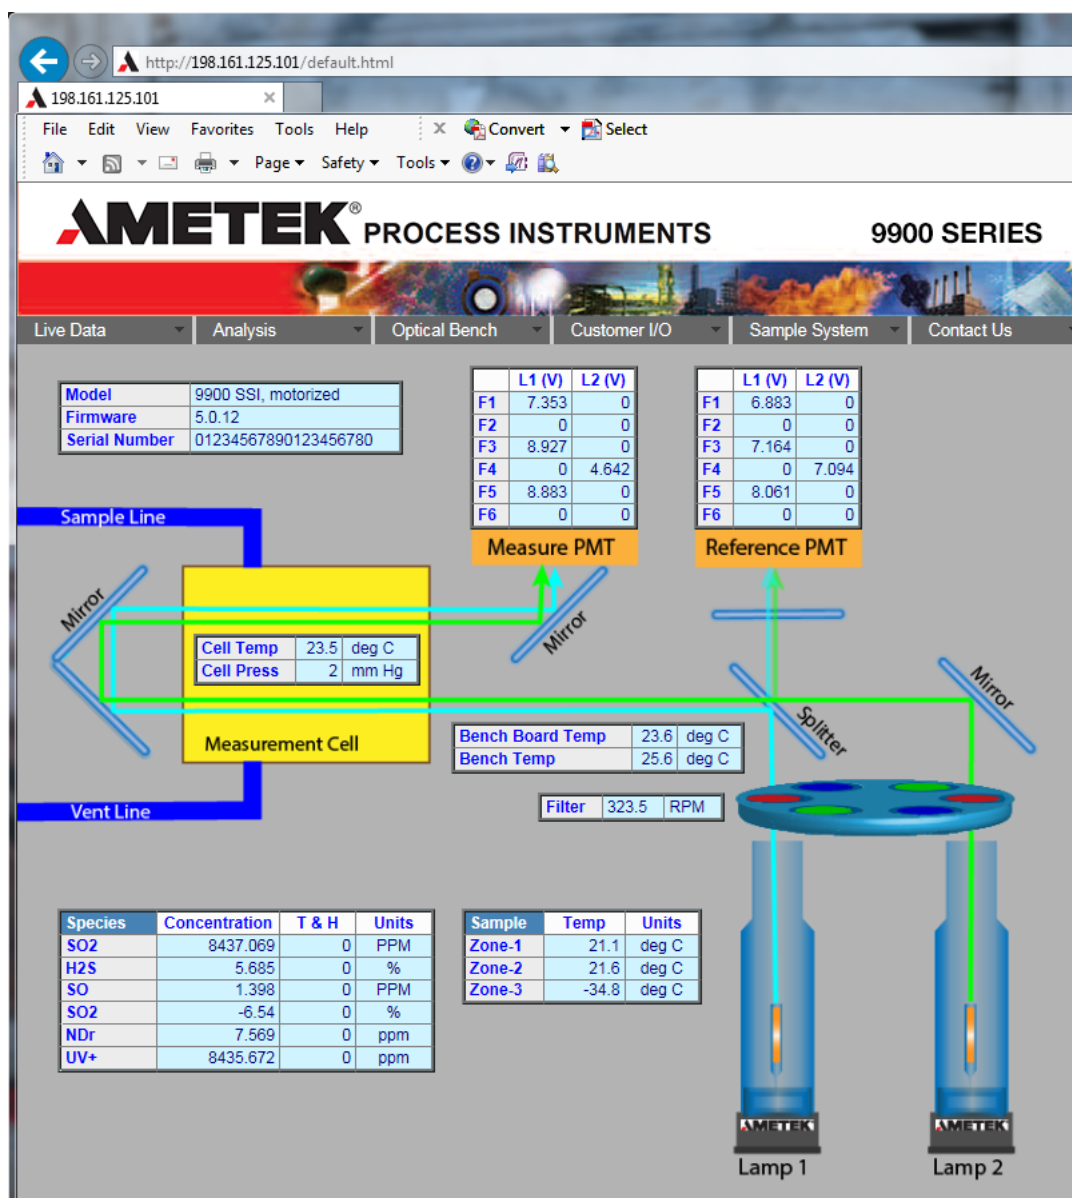 http://198.161.125.101/default.html
198.161.125.101
File Edit View Favorites Tools Help Convert Select
Page Safety Tools
AMETEK® PROCESS INSTRUMENTS 9900 SERIES
Live Data Analysis Optical Bench Customer I/O Sample System Contact Us
Model 9900 SSI, motorized
Firmware 5.0.12
Serial Number 01234567890123456780
L1 (V) L2 (V)
F1 7.353 0
F2 0 0
F3 8.927 0
F4 0 4.642
F5 8.883 0
F6 0 0
Measure PMT
L1 (V) L2 (V)
F1 6.883 0
F2 0 0
F3 7.164 0
F4 0 7.094
F5 8.061 0
F6 0 0
Reference PMT
Sample Line
Mirror
Mirror
Cell Temp 23.5 deg C
Cell Press 2 mm Hg
Measurement Cell
Mirror
Splitter
Bench Board Temp 23.6 deg C
Bench Temp 25.6 deg C
Vent Line
Filter 323.5 RPM
Species Concentration T & H Units
SO2 8437.069 0 PPM
H2S 5.685 0 %
SO 1.398 0 PPM
SO2 -6.54 0 %
NDr 7.569 0 ppm
UV+ 8435.672 0 ppm
Sample Temp Units
Zone-1 21.1 deg C
Zone-2 21.6 deg C
Zone-3 -34.8 deg C
AMETEK AMETEK
Lamp 1 Lamp 2